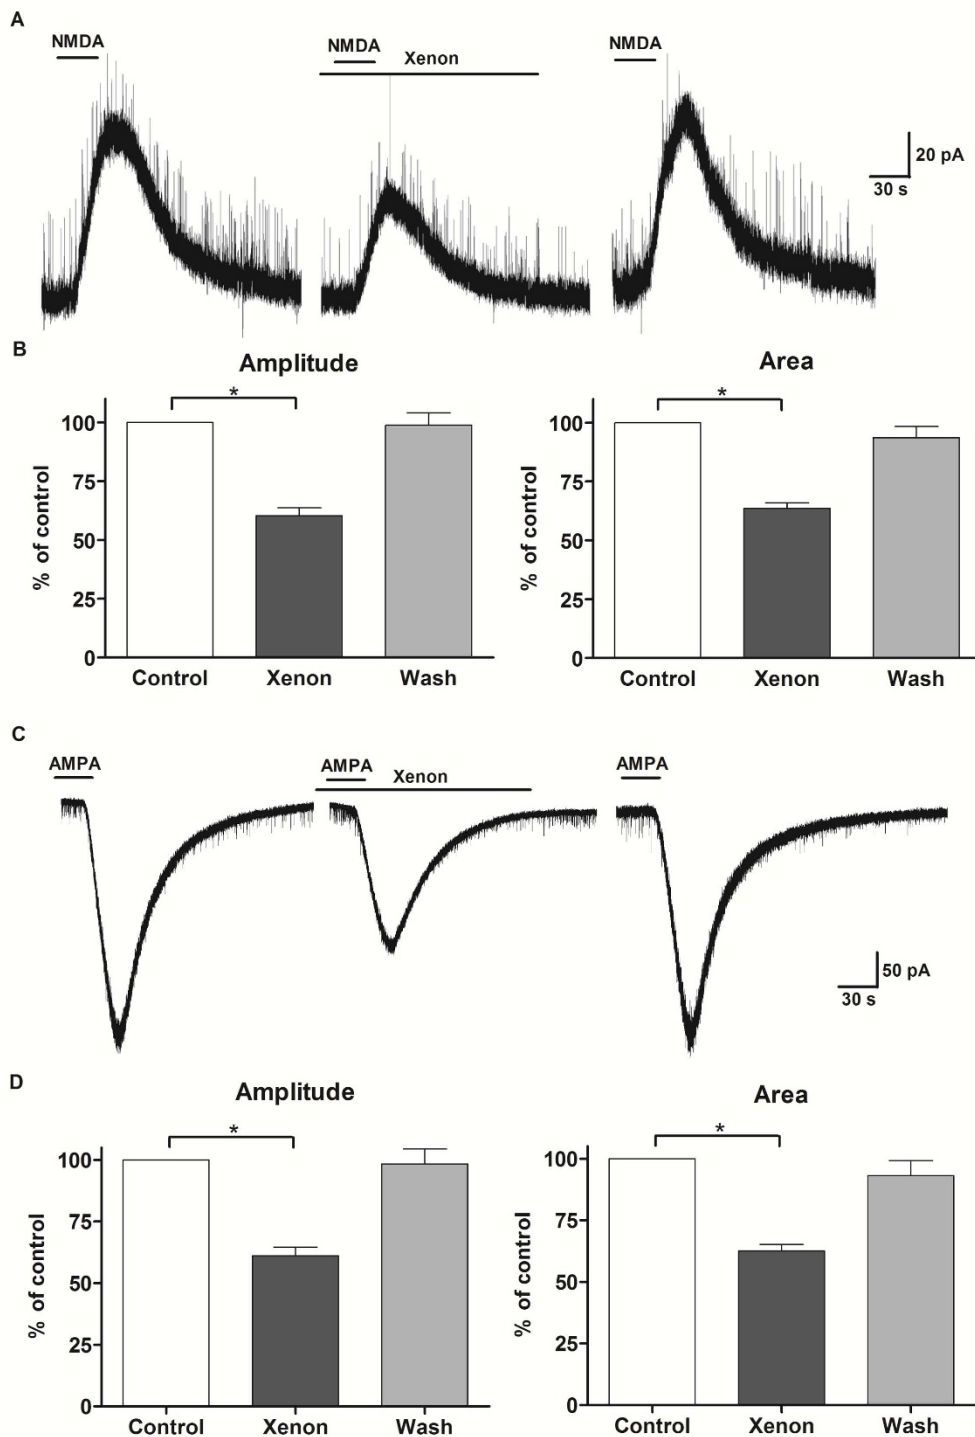 A
NMDA
NMDA
Xenon
NMDA
20 pA
30 s
B
Amplitude
Area
*
*
% of control
100
75
50
25
0
Control
Xenon
Wash
% of control
100
75
50
25
0
Control
Xenon
Wash
C
AMPA
AMPA
Xenon
AMPA
50 pA
30 s
D
Amplitude
Area
*
*
% of control
100
75
50
25
0
Control
Xenon
Wash
% of control
100
75
50
25
0
Control
Xenon
Wash